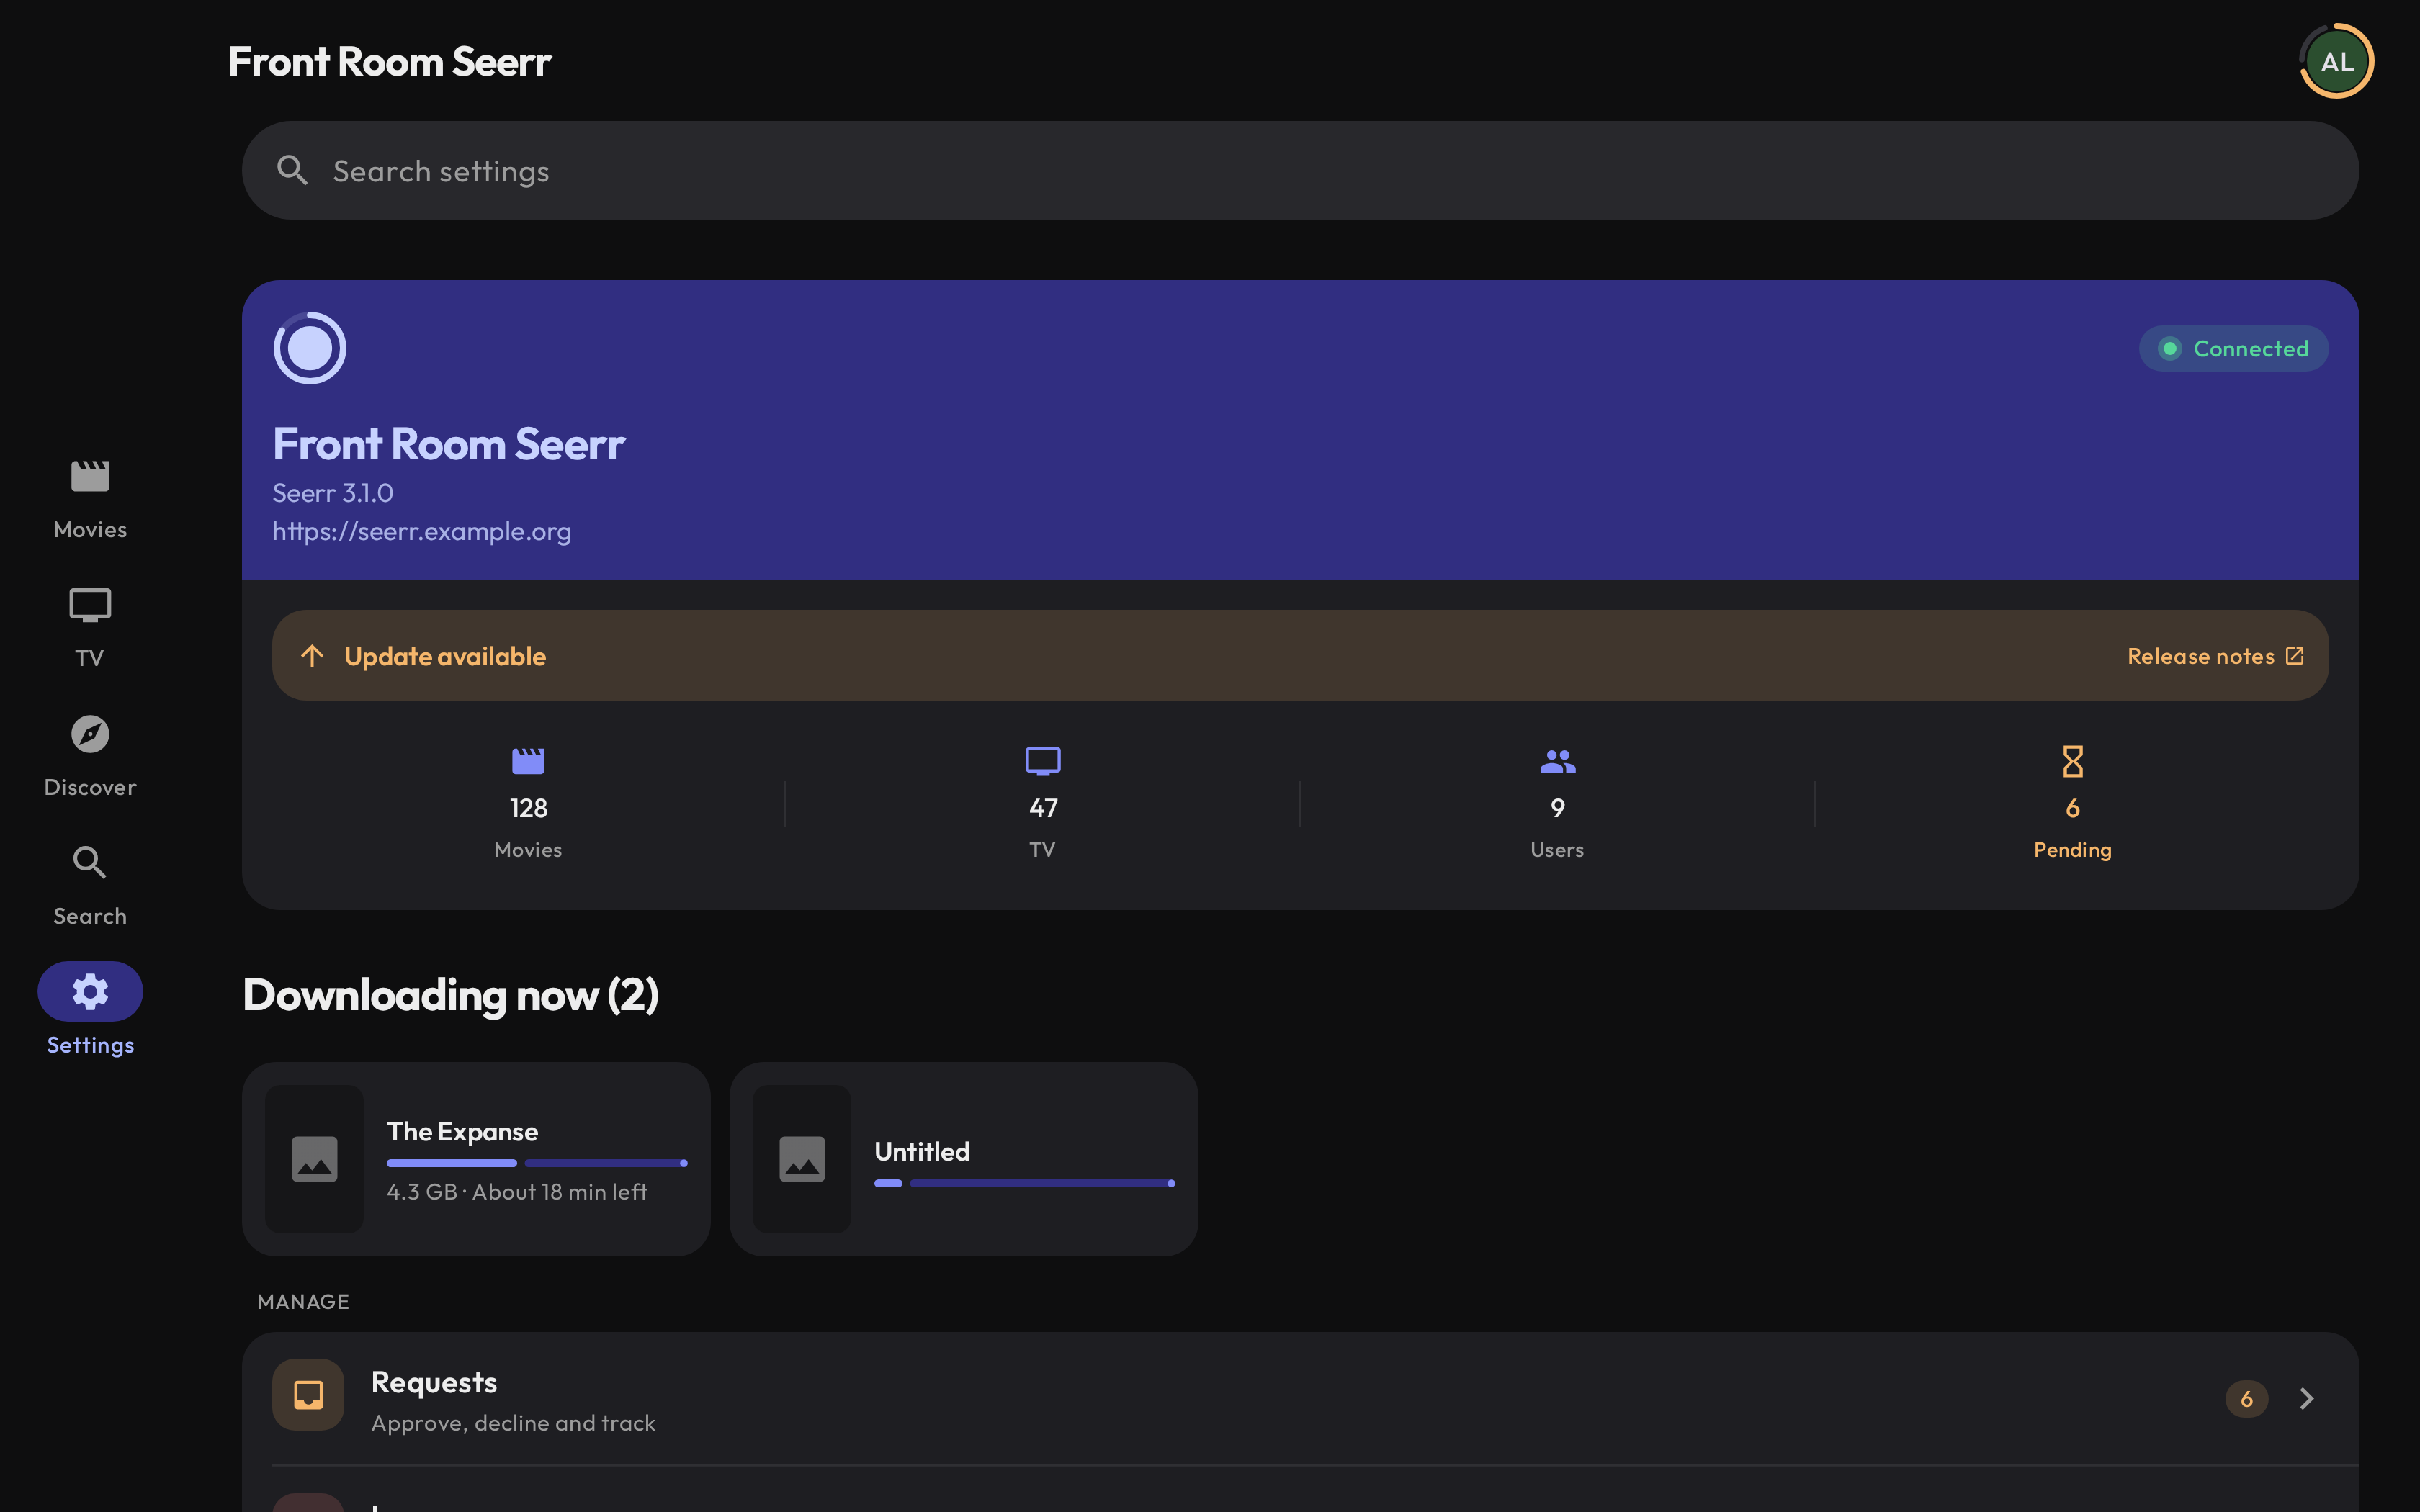 Front Room Seerr
AL
Search settings
Connected
Front Room Seerr
Seerr 3.1.0
https://seerr.example.org
Update available
Release notes
128
Movies
47
TV
9
Users
6
Pending
Movies
TV
Discover
Search
Settings
Downloading now (2)
The Expanse
4.3 GB · About 18 min left
Untitled
MANAGE
Requests
Approve, decline and track
6